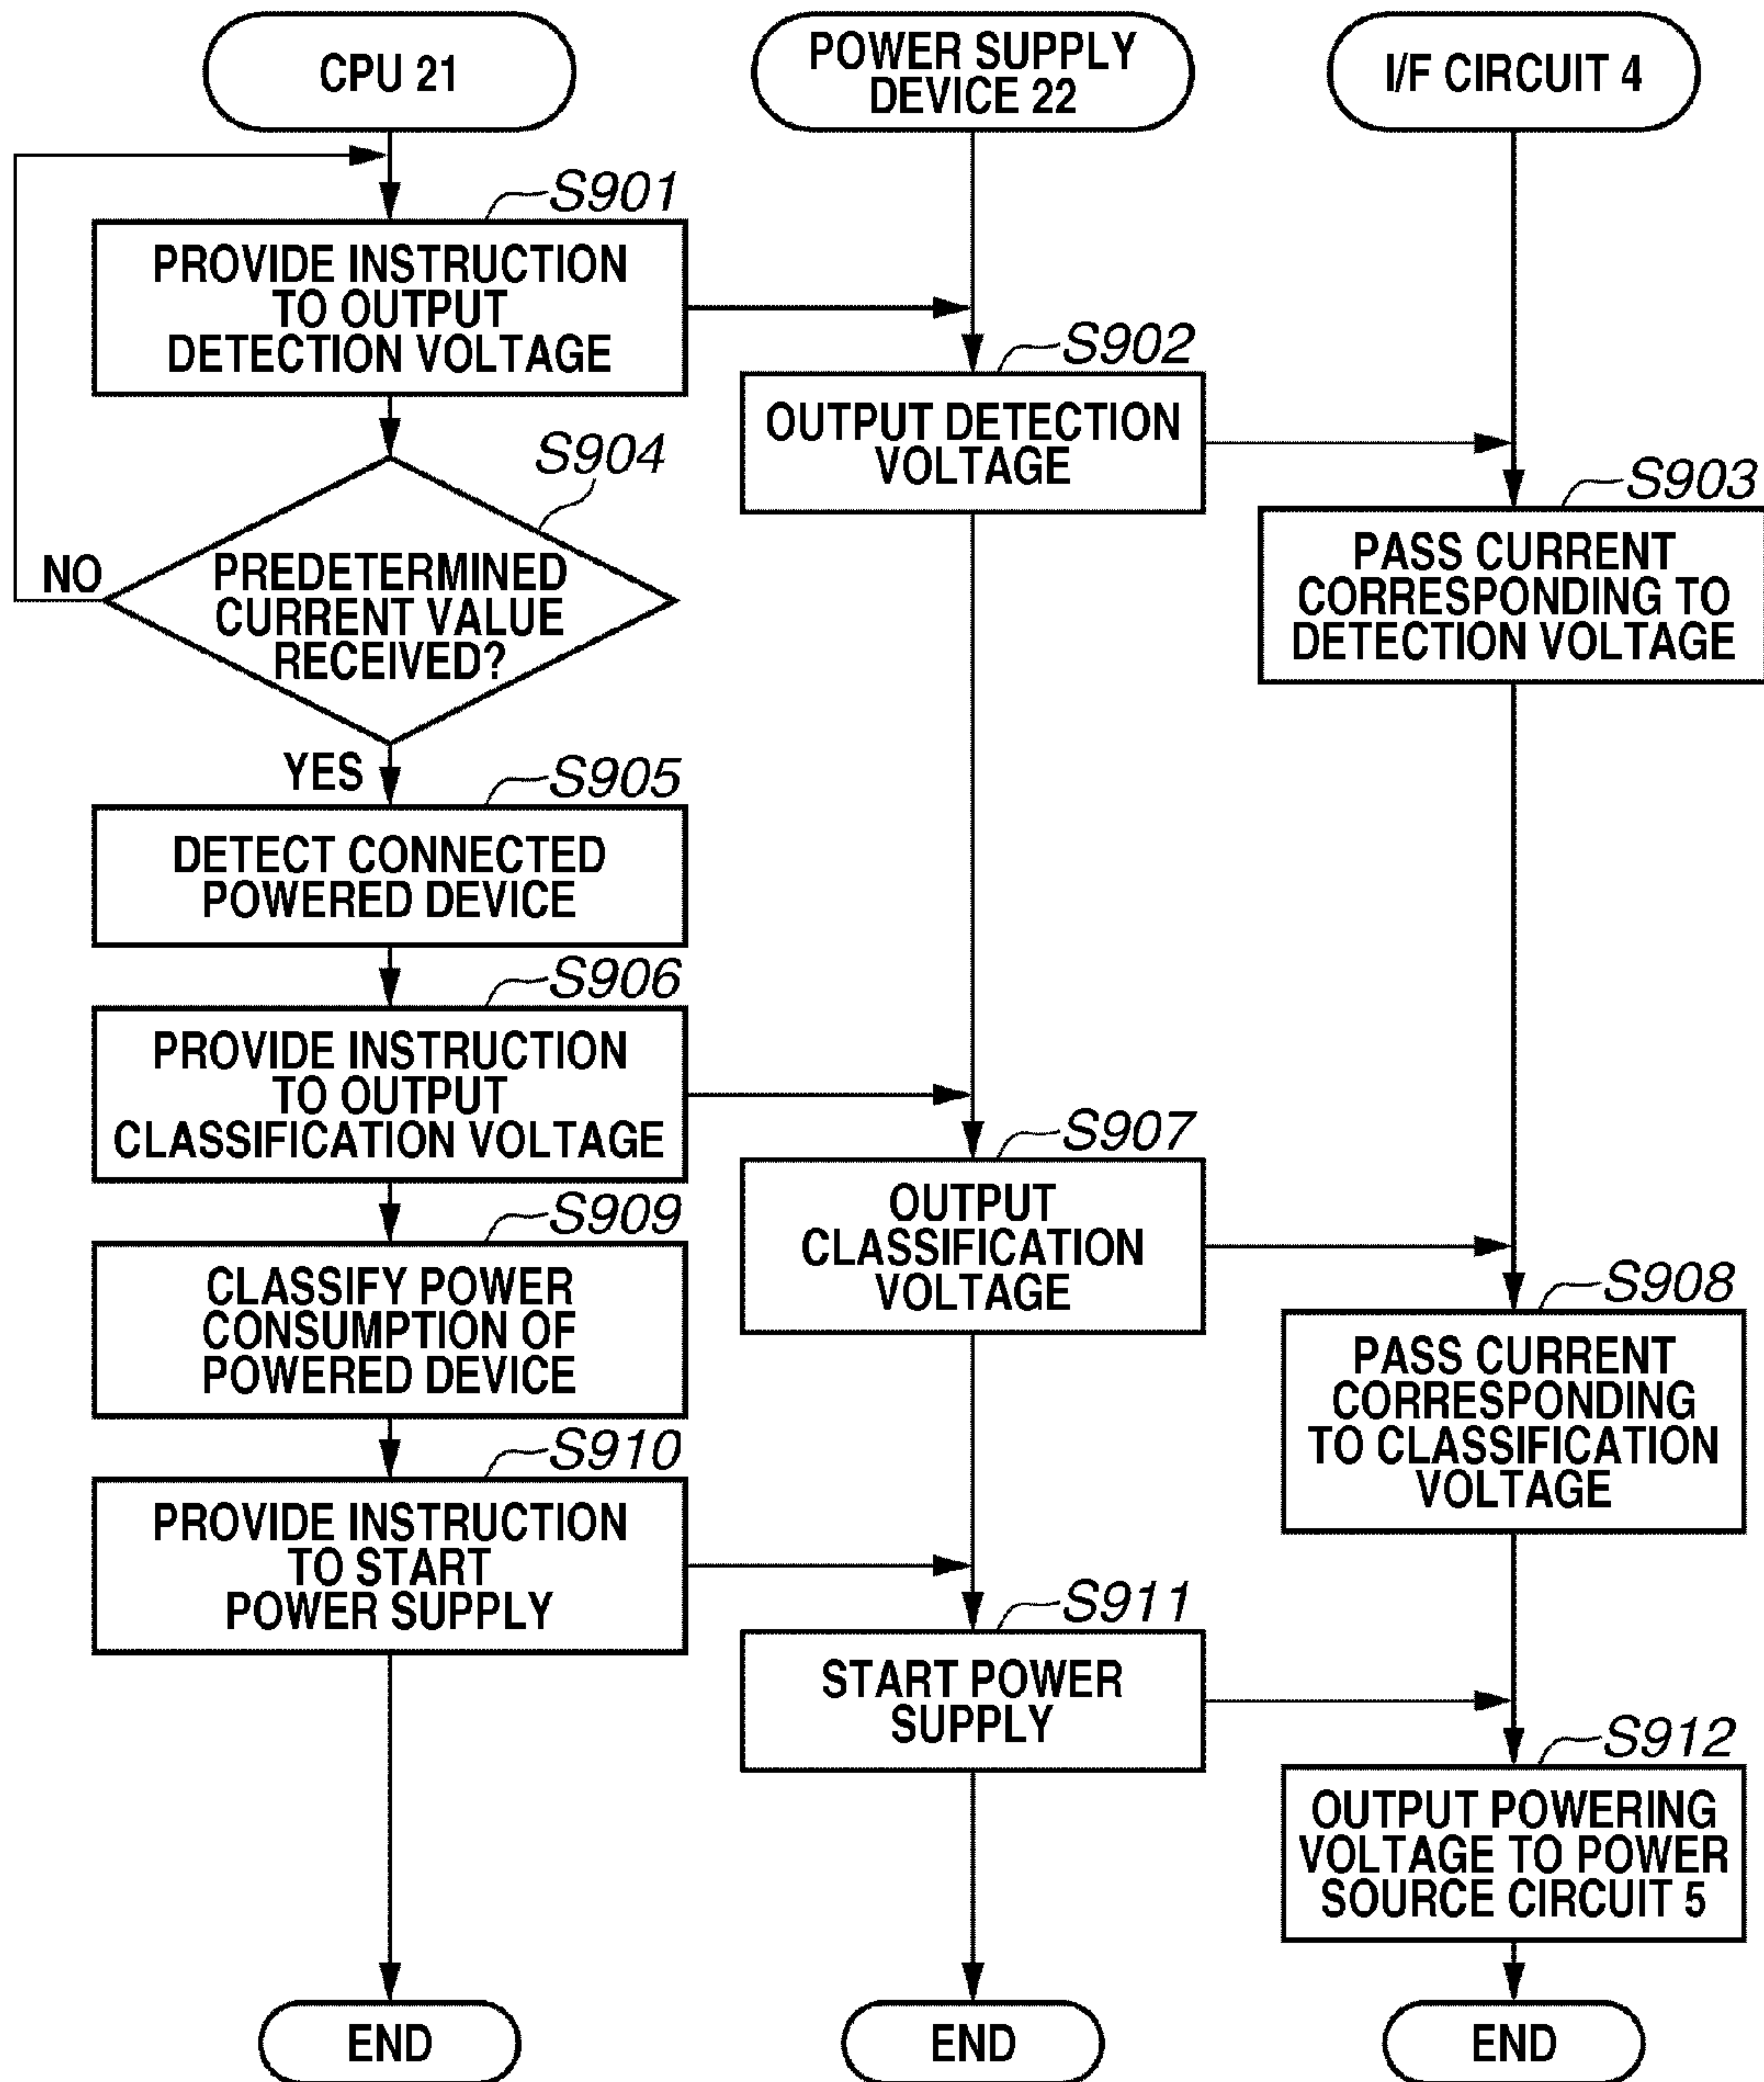 CPU 21
POWER SUPPLY
DEVICE 22
I/F CIRCUIT 4
S901
PROVIDE INSTRUCTION
TO OUTPUT
DETECTION VOLTAGE
S902
OUTPUT DETECTION
VOLTAGE
S903
PASS CURRENT
CORRESPONDING TO
DETECTION VOLTAGE
S904
PREDETERMINED
CURRENT VALUE
RECEIVED?
NO
YES
S905
DETECT CONNECTED
POWERED DEVICE
S906
PROVIDE INSTRUCTION
TO OUTPUT
CLASSIFICATION VOLTAGE
S907
OUTPUT
CLASSIFICATION
VOLTAGE
S908
PASS CURRENT
CORRESPONDING
TO CLASSIFICATION
VOLTAGE
S909
CLASSIFY POWER
CONSUMPTION OF
POWERED DEVICE
S910
PROVIDE INSTRUCTION
TO START
POWER SUPPLY
S911
START POWER
SUPPLY
S912
OUTPUT POWERING
VOLTAGE TO POWER
SOURCE CIRCUIT 5
END
END
END